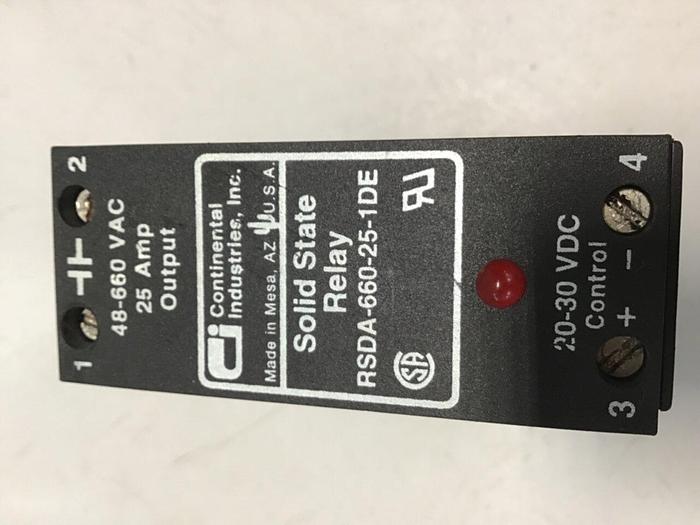 1 2
48-660 VAC
25 Amp
Output
Continental
Industries, Inc.
Made in Mesa, AZ U.S.A.
Solid State
Relay
RSDA-660-25-1DE
20-30 VDC
Control
+ −
3 4